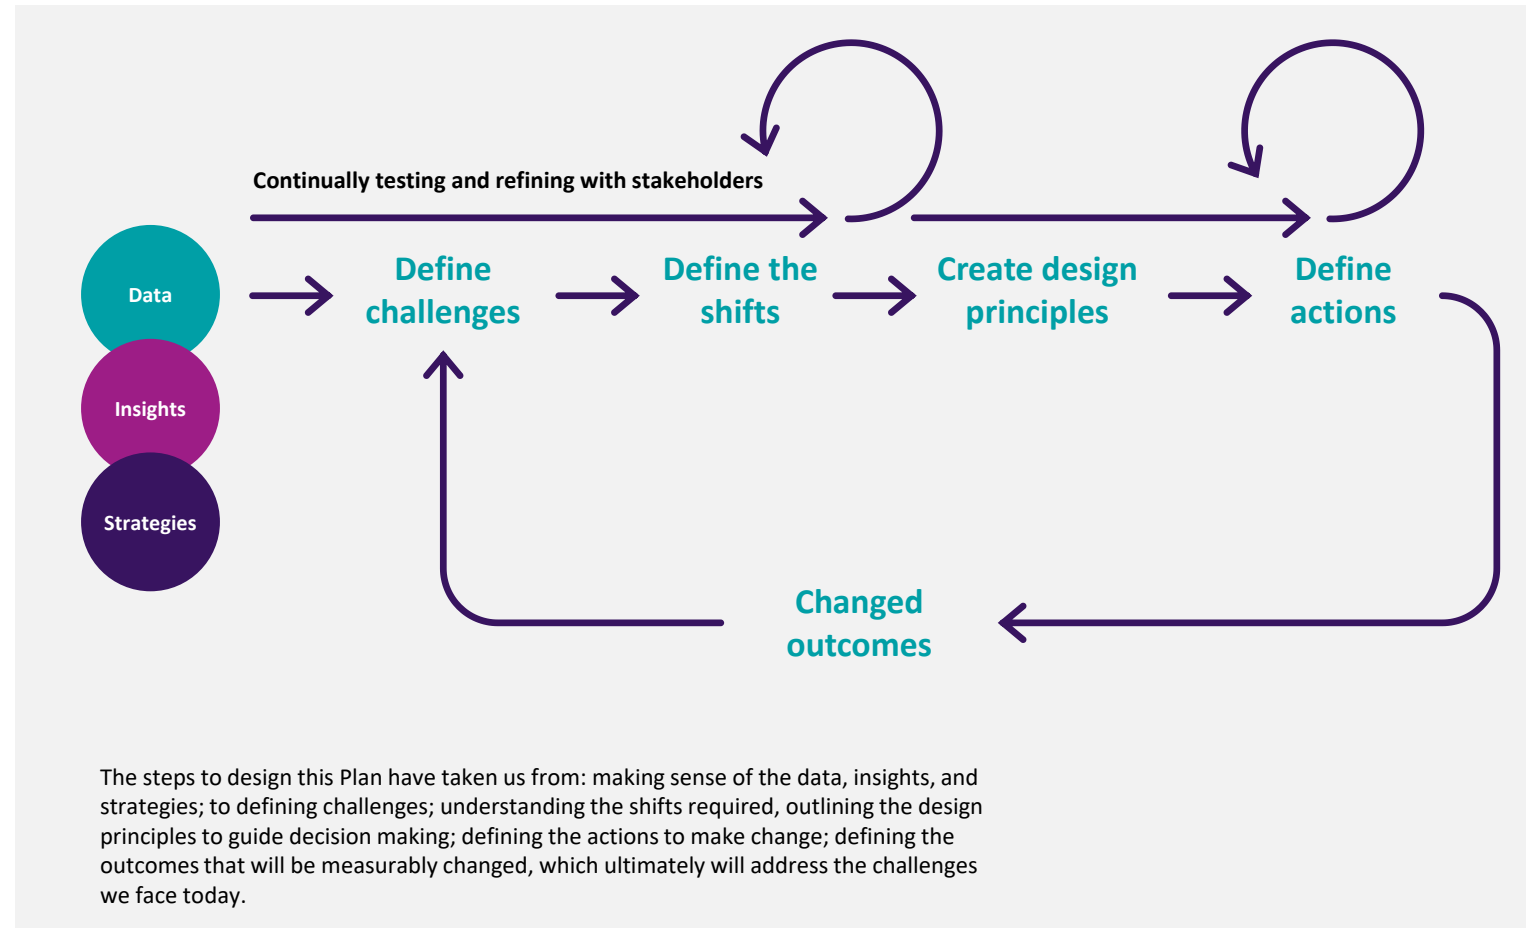 Continually testing and refining with stakeholders
Data
Insights
Strategies
Define
challenges
Define the
shifts
Create design
principles
Define
actions
Changed
outcomes
The steps to design this Plan have taken us from: making sense of the data, insights, and
strategies; to defining challenges; understanding the shifts required, outlining the design
principles to guide decision making; defining the actions to make change; defining the
outcomes that will be measurably changed, which ultimately will address the challenges
we face today.